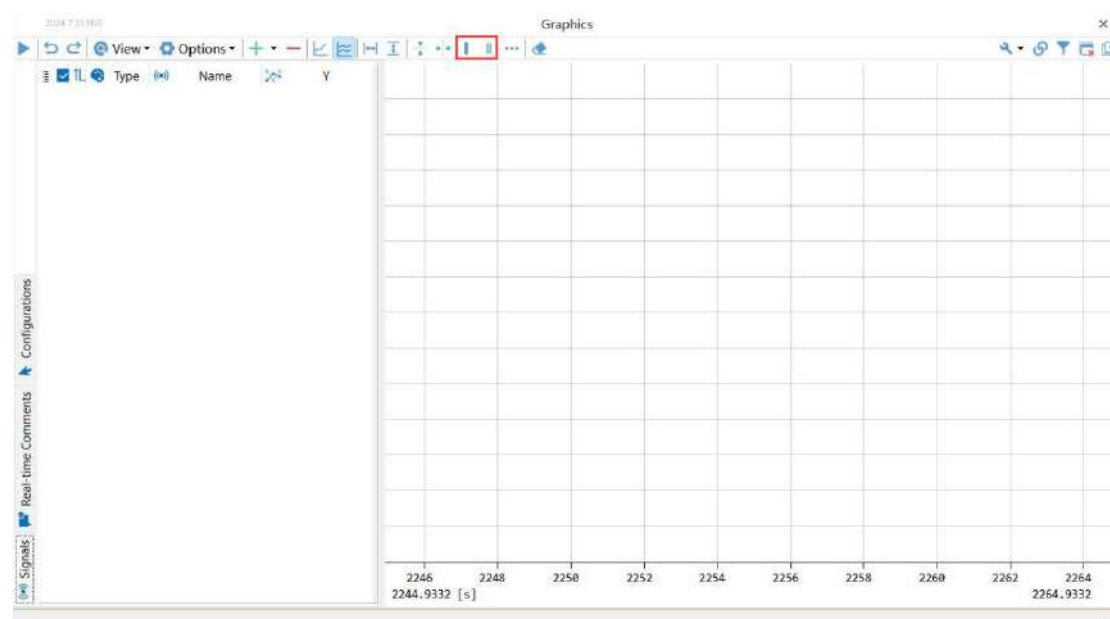 Graphics
View
Options
Type
Name
Y
Configurations
Real-time Comments
Signals
2246 2248 2250 2252 2254 2256 2258 2260 2262 2264
2244.9332 [s] 2264.9332